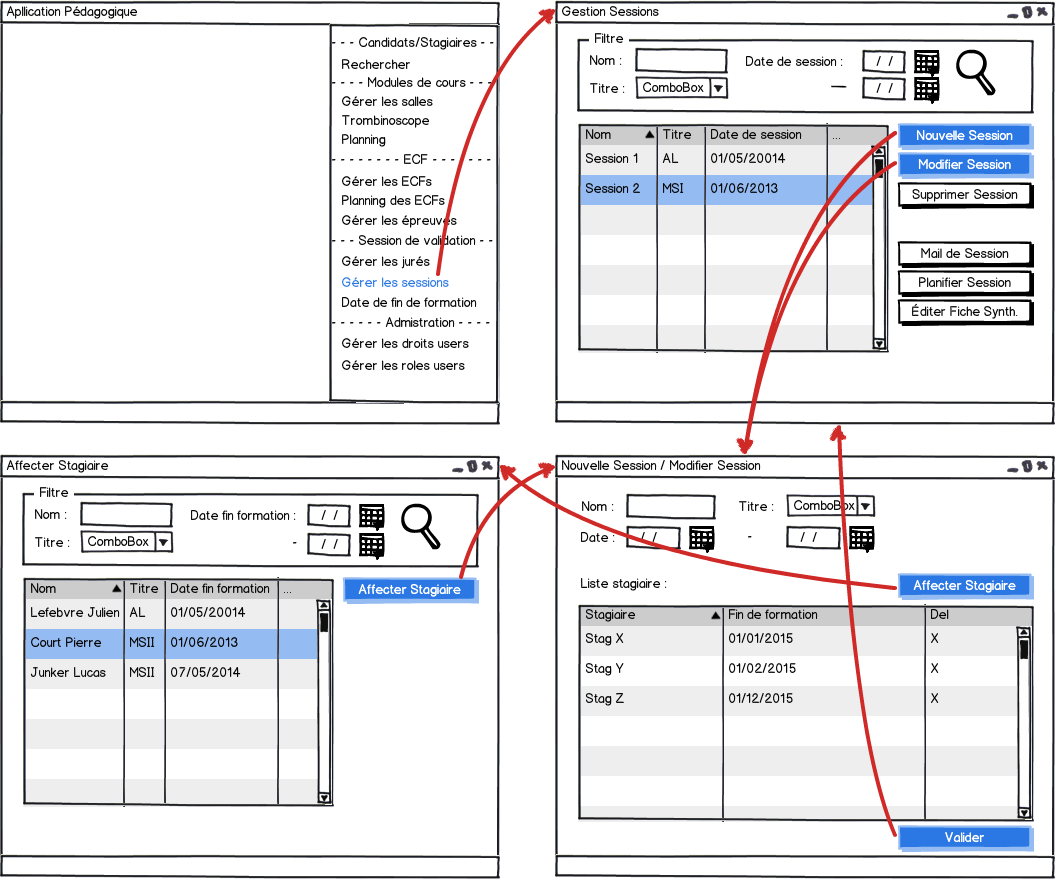 Apllication Pédagogique
- - - Candidats/Stagiaires - -
Rechercher
- - - - Modules de cours - -
Gérer les salles
Trombinoscope
Planning
- - - - - - - - ECF - - - - - - -
Gérer les ECFs
Planning des ECFs
Gérer les épreuves
- - - Session de validation - -
Gérer les jurés
Gérer les sessions
Date de fin de formation
- - - - - - Admistration - - - -
Gérer les droits users
Gérer les roles users
Gestion Sessions
Filtre
Nom : Date de session : / /
Titre : ComboBox — / /
Nom Titre Date de session ...
Session 1 AL 01/05/20014
Session 2 MSI 01/06/2013
Nouvelle Session
Modifier Session
Supprimer Session
Mail de Session
Planifier Session
Éditer Fiche Synth.
Affecter Stagiaire
Filtre
Nom : Date fin formation : / /
Titre : ComboBox - / /
Nom Titre Date fin formation ...
Lefebvre Julien AL 01/05/20014
Court Pierre MSII 01/06/2013
Junker Lucas MSII 07/05/2014
Affecter Stagiaire
Nouvelle Session / Modifier Session
Nom : Titre : ComboBox
Date : / / - / /
Liste stagiaire :
Affecter Stagiaire
Stagiaire Fin de formation Del
Stag X 01/01/2015 X
Stag Y 01/02/2015 X
Stag Z 01/12/2015 X
Valider